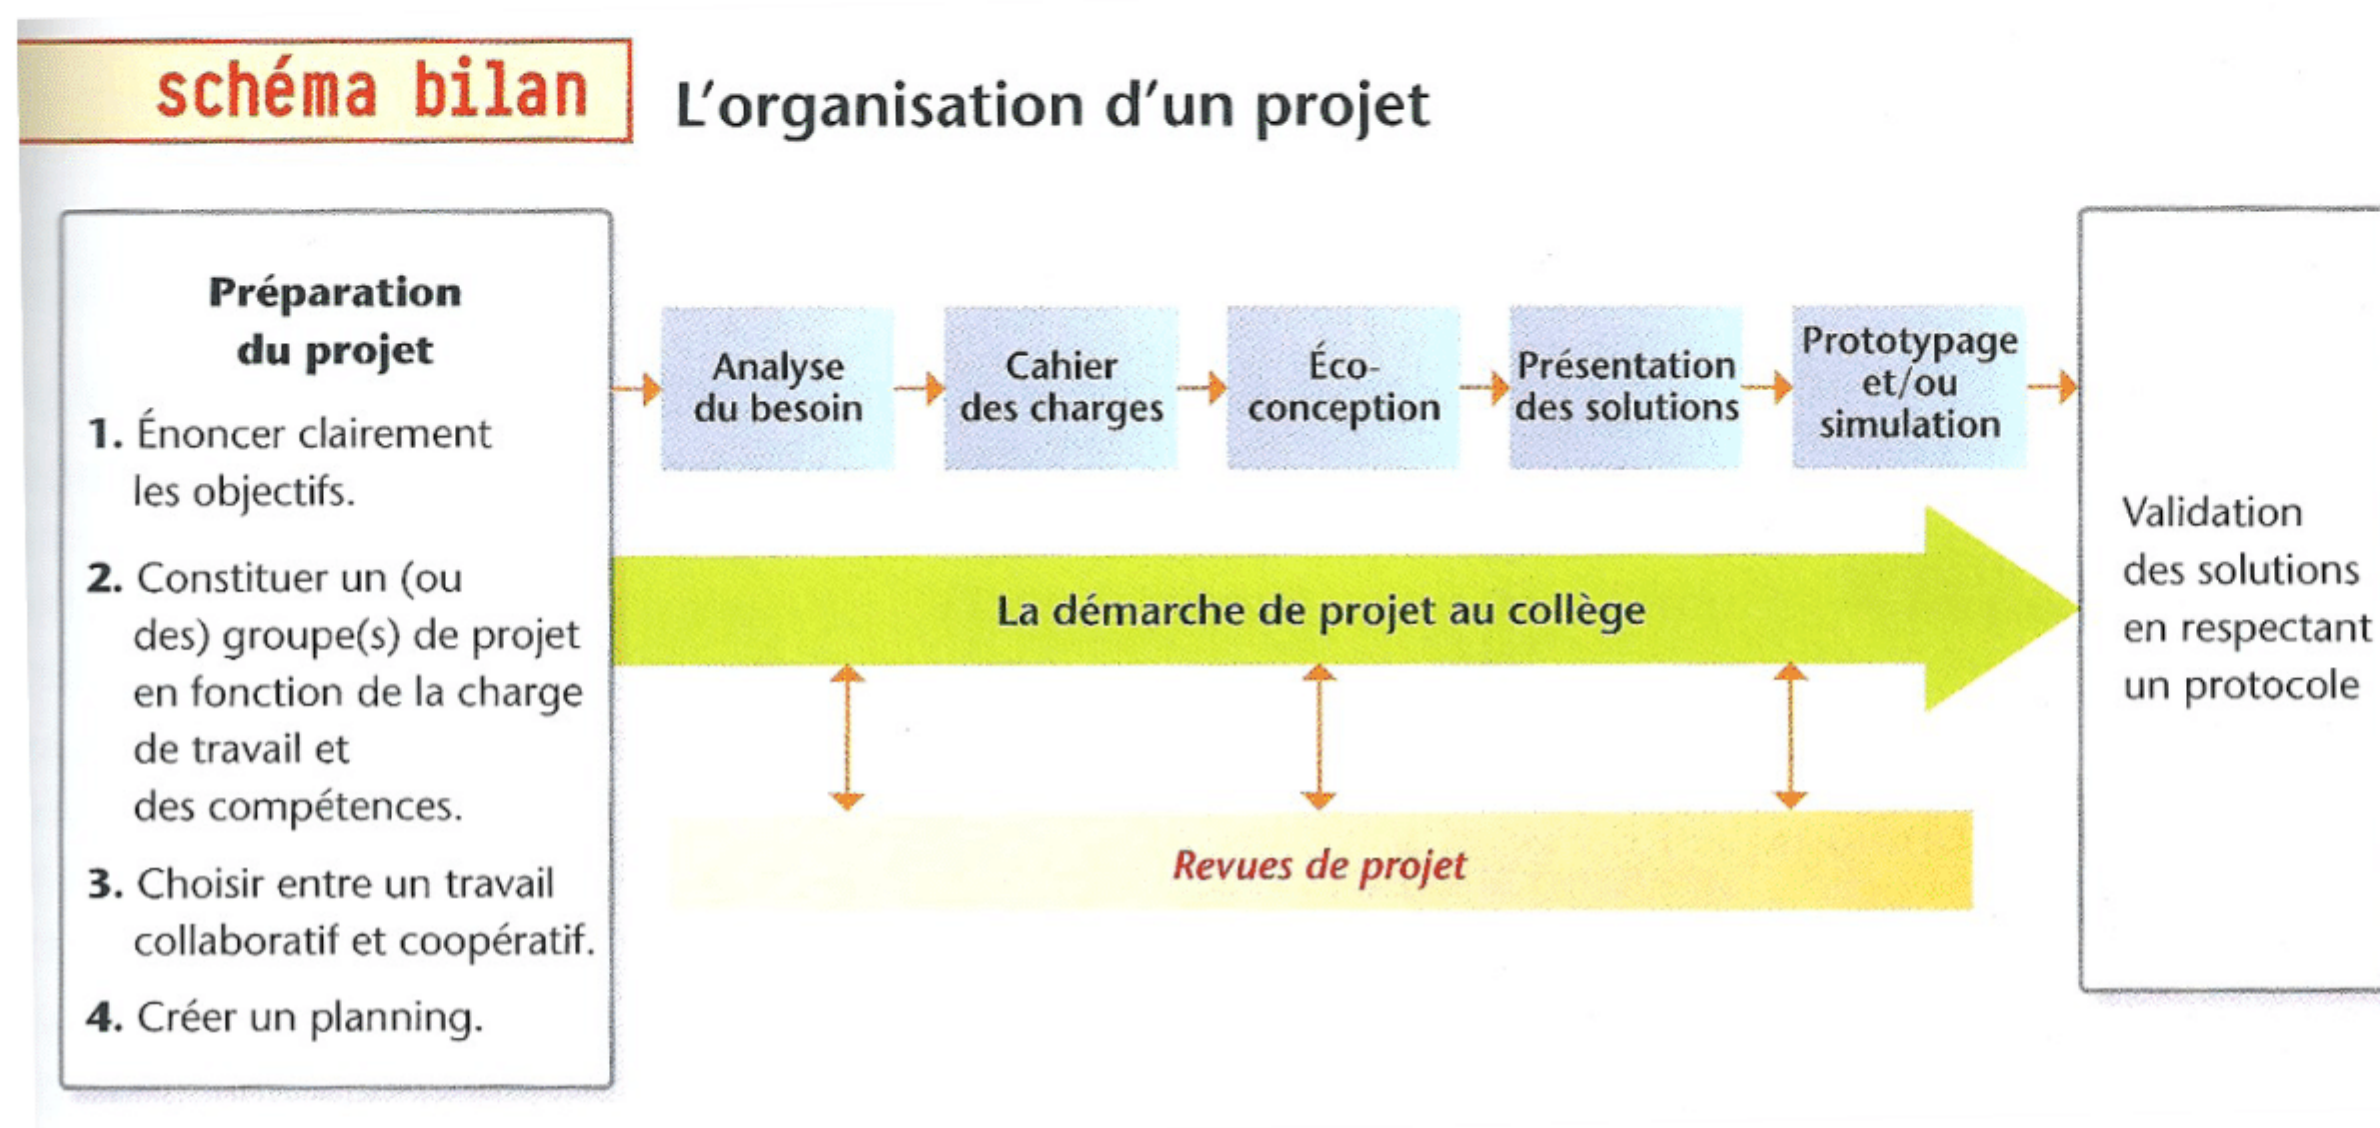 schéma bilan
L'organisation d'un projet
Préparation
du projet
1. Énoncer clairement
les objectifs.
2. Constituer un (ou
des) groupe(s) de projet
en fonction de la charge
de travail et
des compétences.
3. Choisir entre un travail
collaboratif et coopératif.
4. Créer un planning.
Analyse
du besoin
Cahier
des charges
Éco-
conception
Présentation
des solutions
Prototypage
et/ou
simulation
La démarche de projet au collège
Revues de projet
Validation
des solutions
en respectant
un protocole